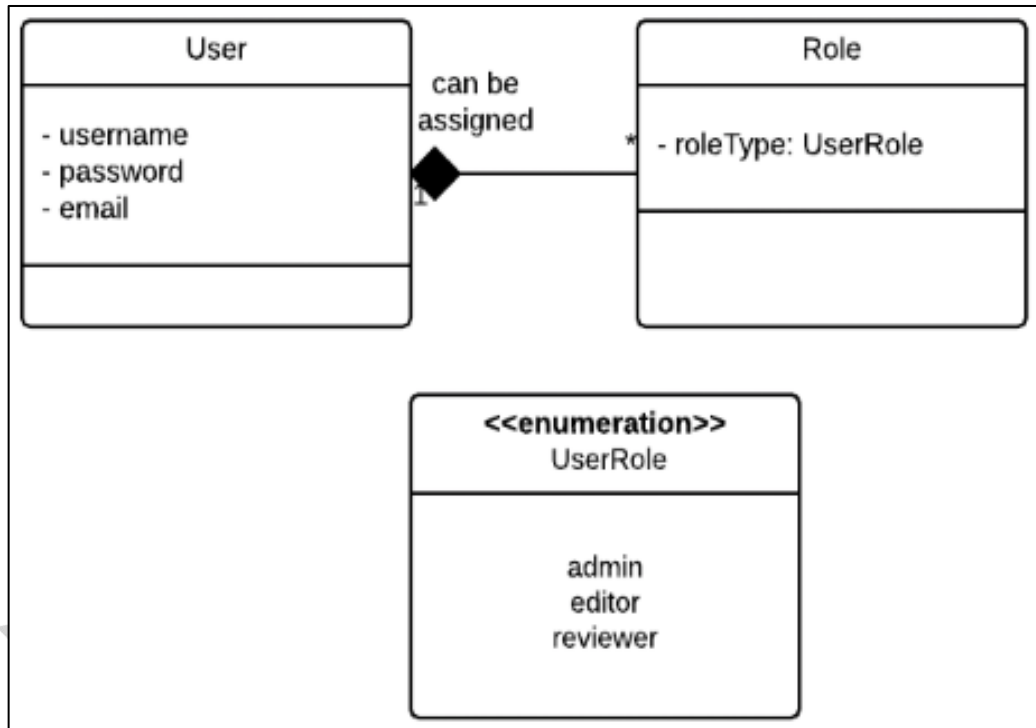 User
- username
- password
- email
can be
assigned
1
*
Role
- roleType: UserRole
<<enumeration>>
UserRole
admin
editor
reviewer